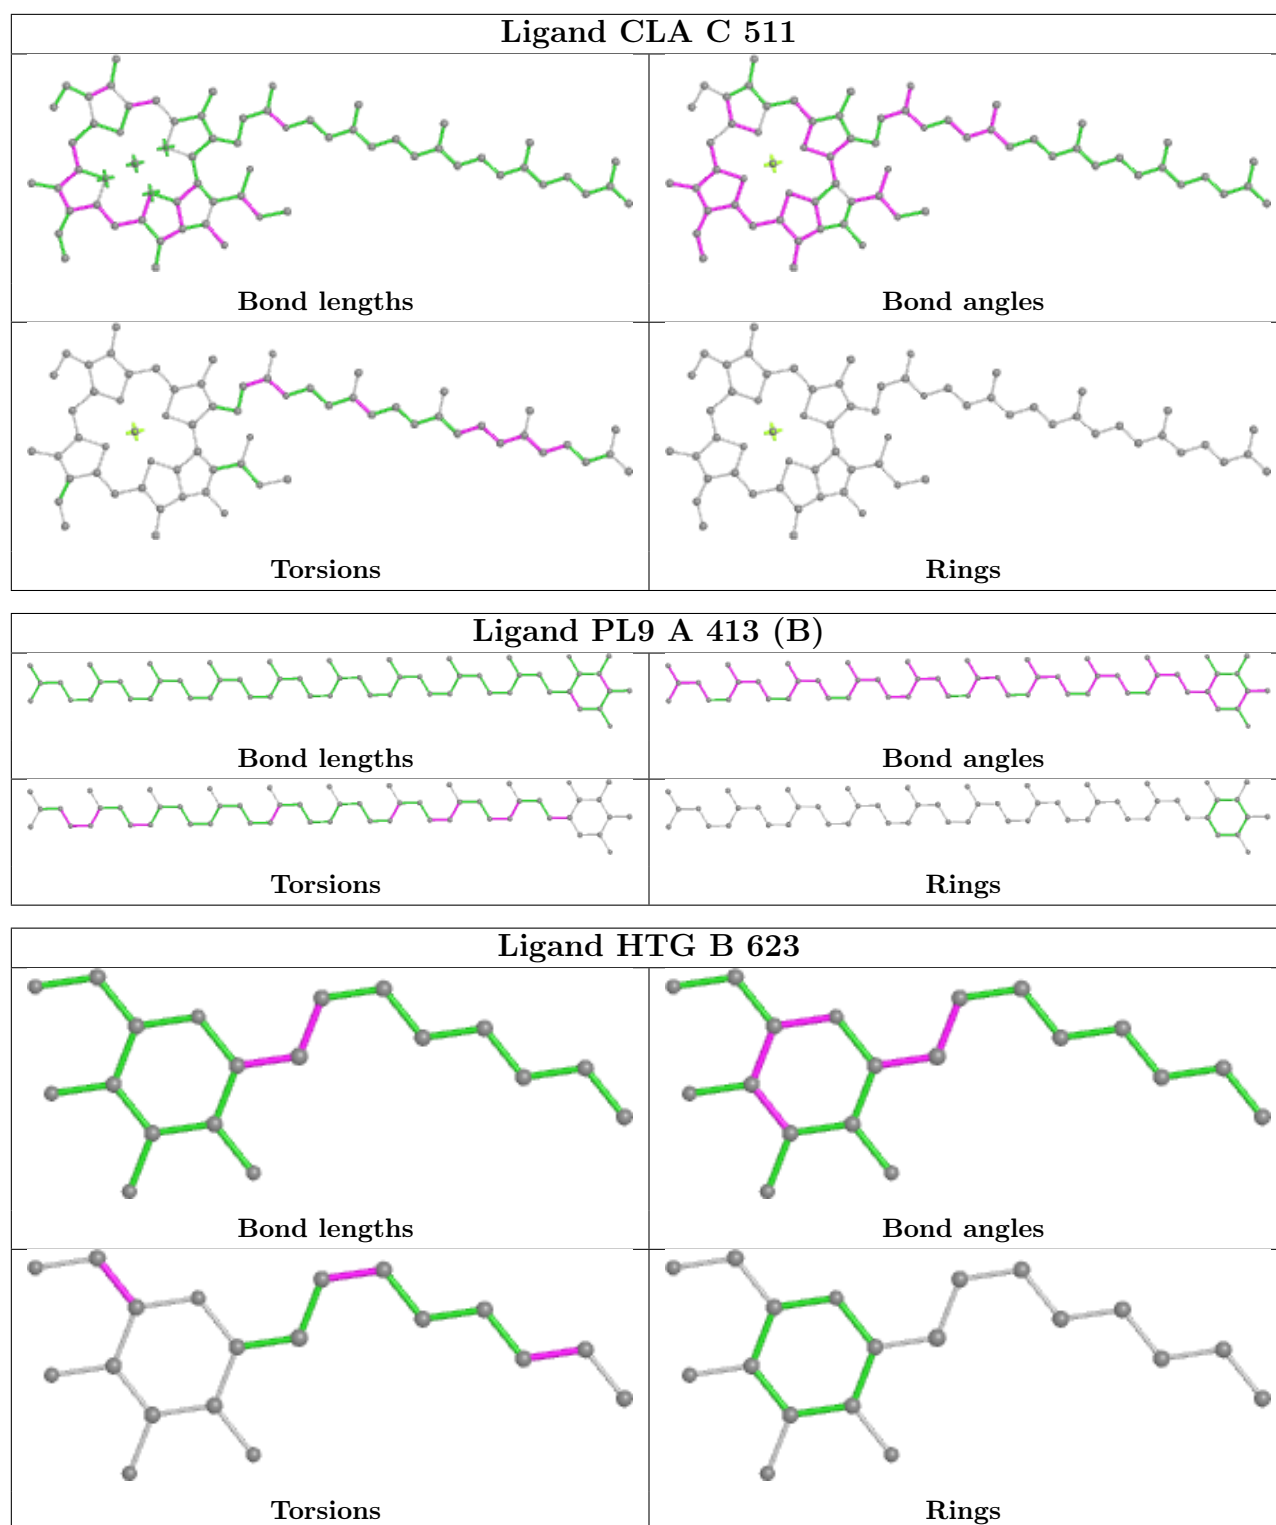 Ligand CLA C 511
Bond lengths
Bond angles
Torsions
Rings
Ligand PL9 A 413 (B)
Bond lengths
Bond angles
Torsions
Rings
Ligand HTG B 623
Bond lengths
Bond angles
Torsions
Rings